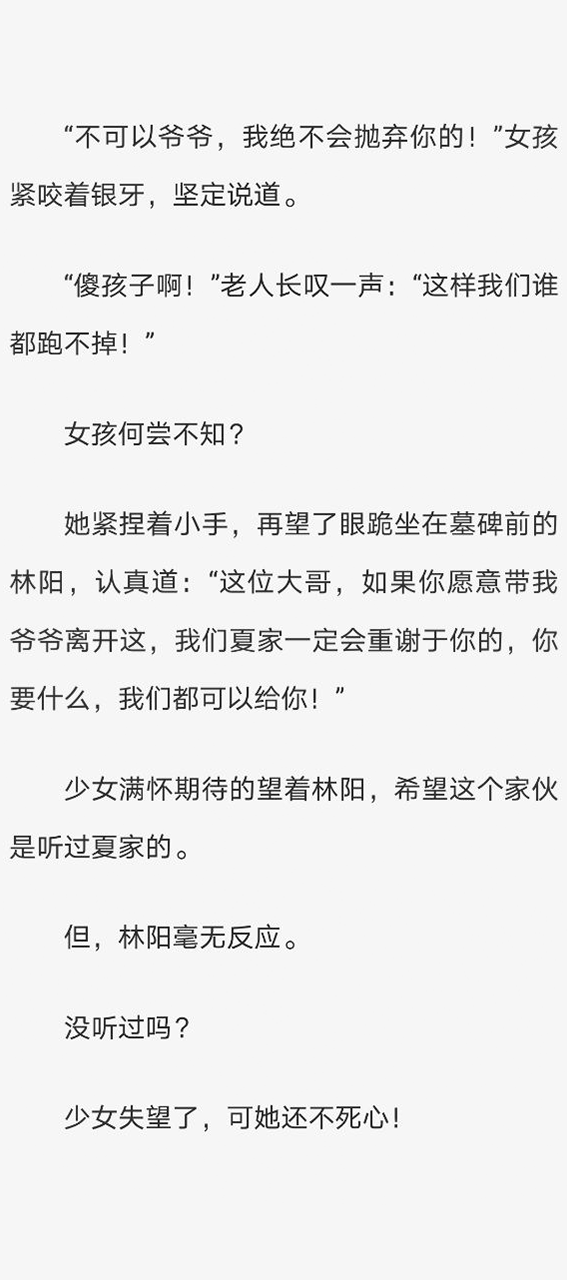 “不可以爷爷，我绝不会抛弃你的！”女孩
紧咬着银牙，坚定说道。
“傻孩子啊！”老人长叹一声：“这样我们谁
都跑不掉！”
女孩何尝不知？
她紧捏着小手，再望了眼跪坐在墓碑前的
林阳，认真道：“这位大哥，如果你愿意带我
爷爷离开这，我们夏家一定会重谢于你的，你
要什么，我们都可以给你！”
少女满怀期待的望着林阳，希望这个家伙
是听过夏家的。
但，林阳毫无反应。
没听过吗？
少女失望了，可她还不死心！